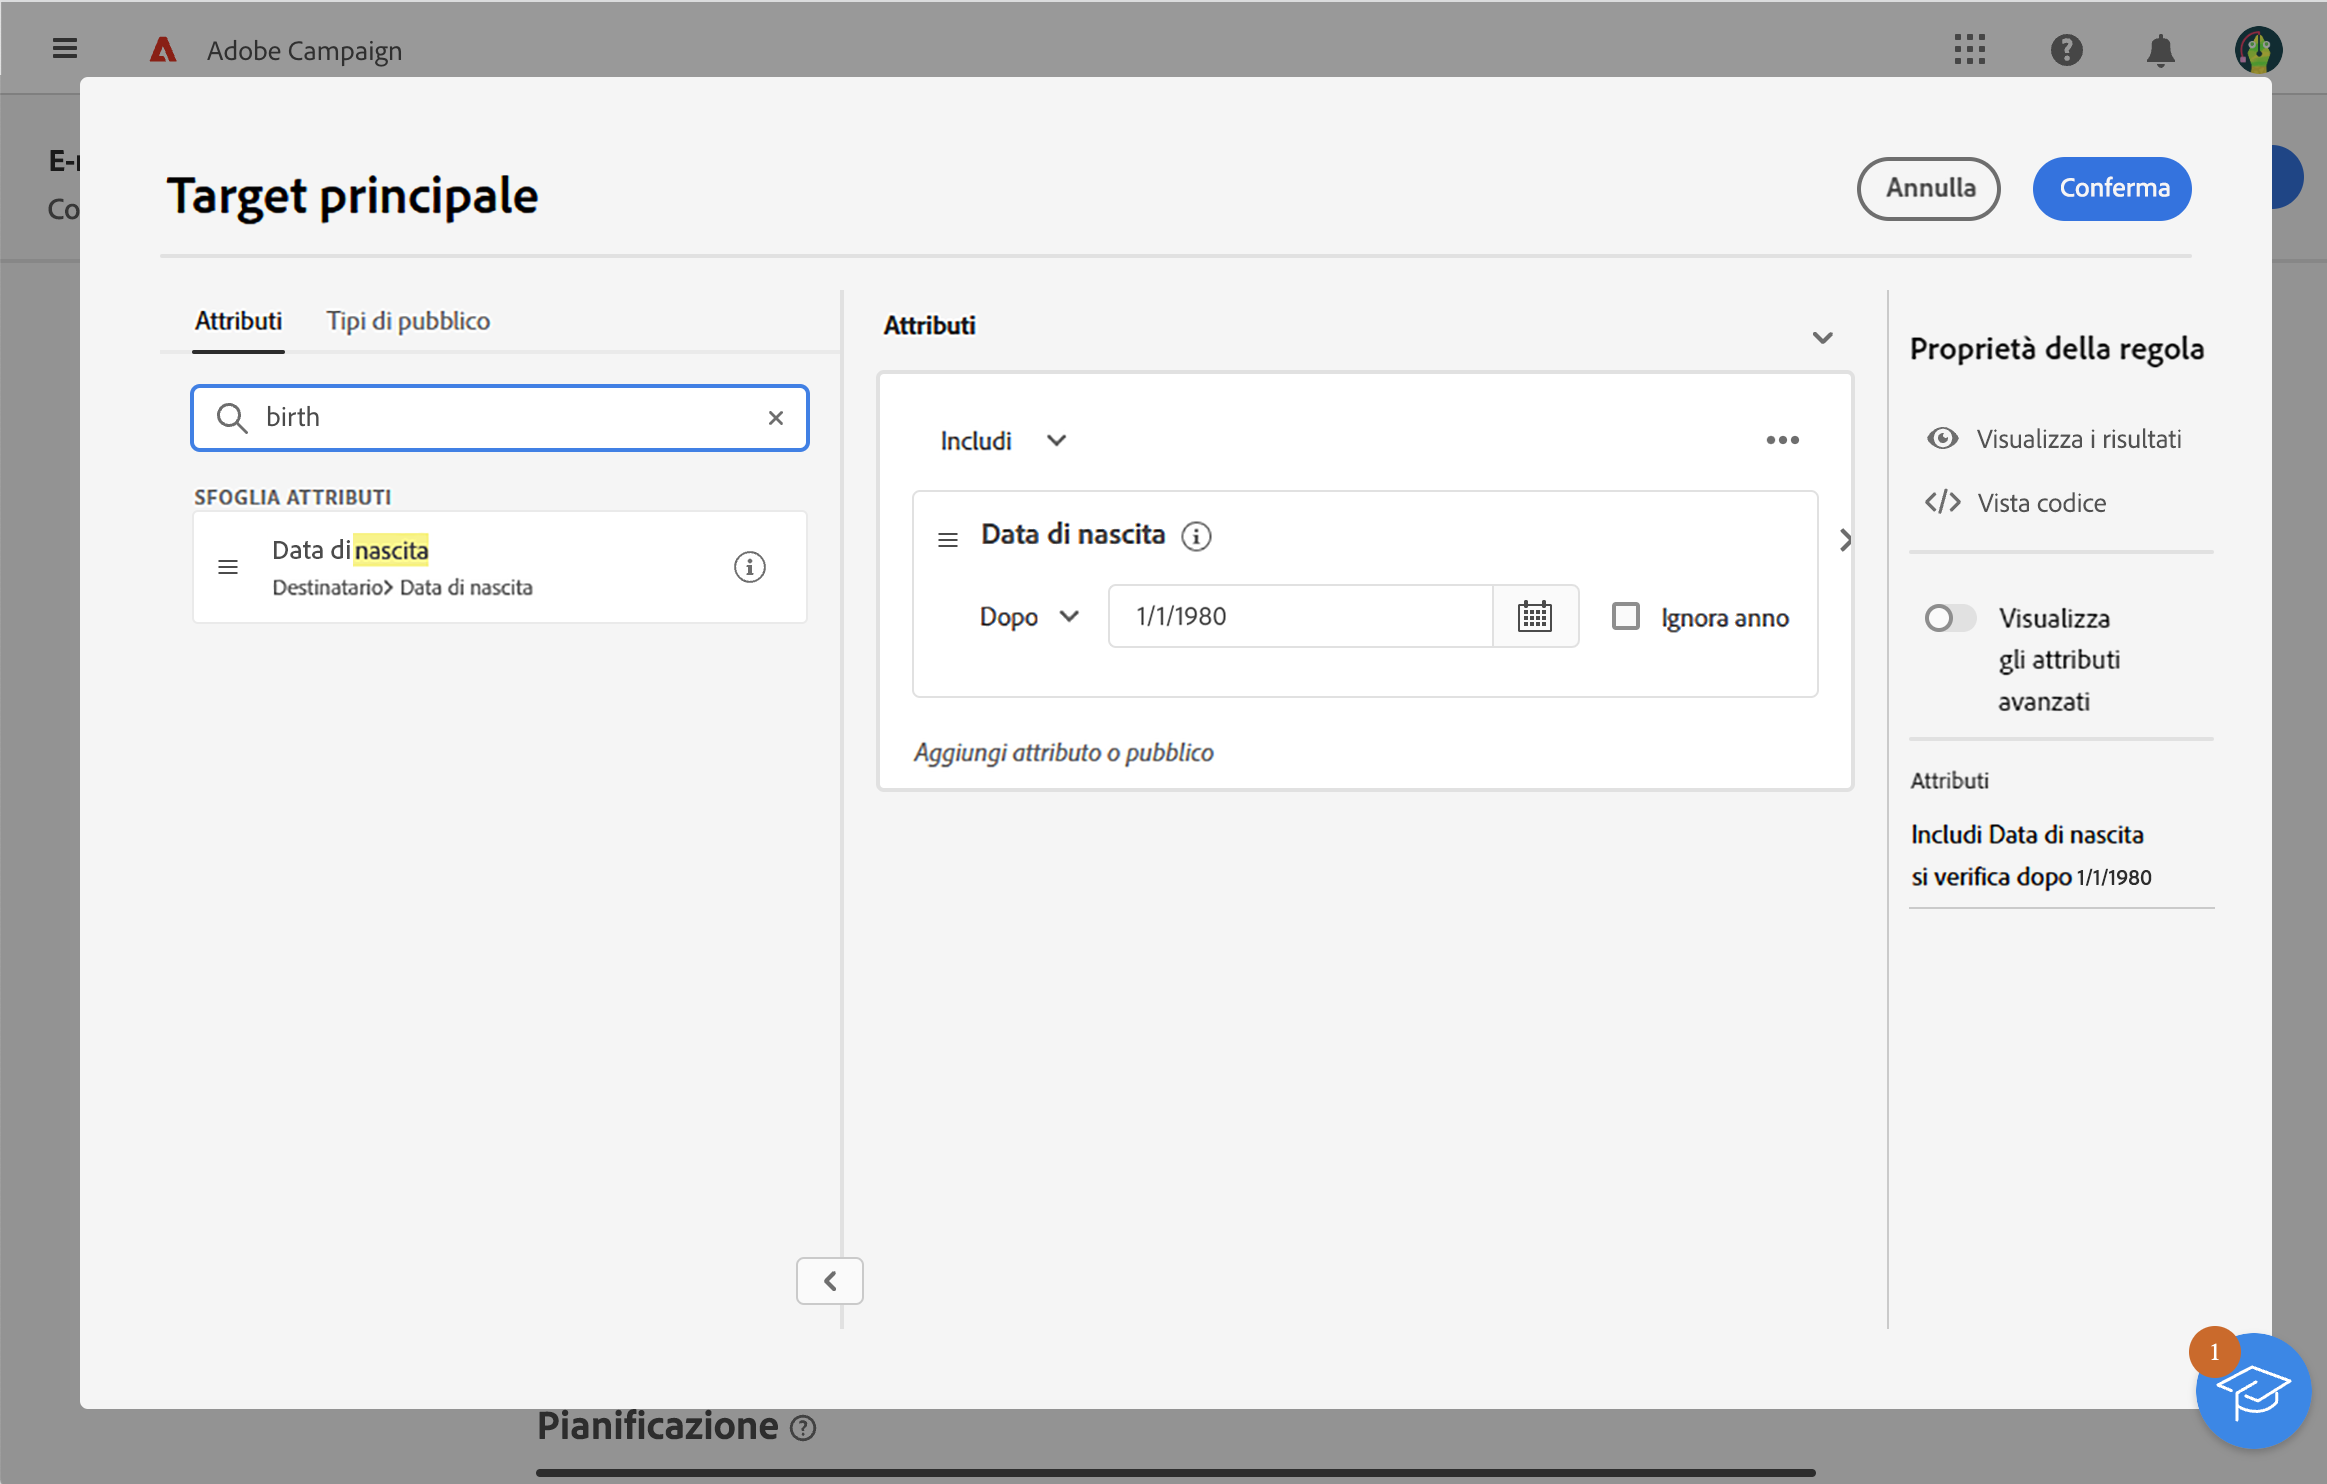 Adobe Campaign
E-
Co
Target principale
Annulla
Conferma
Attributi
Tipi di pubblico
birth
SFOGLIA ATTRIBUTI
Data di nascita
Destinatario> Data di nascita
Attributi
Includi
Data di nascita
Dopo
1/1/1980
Ignora anno
Aggiungi attributo o pubblico
Proprietà della regola
Visualizza i risultati
Vista codice
Visualizza
gli attributi
avanzati
Attributi
Includi Data di nascita
si verifica dopo 1/1/1980
1
Pianificazione